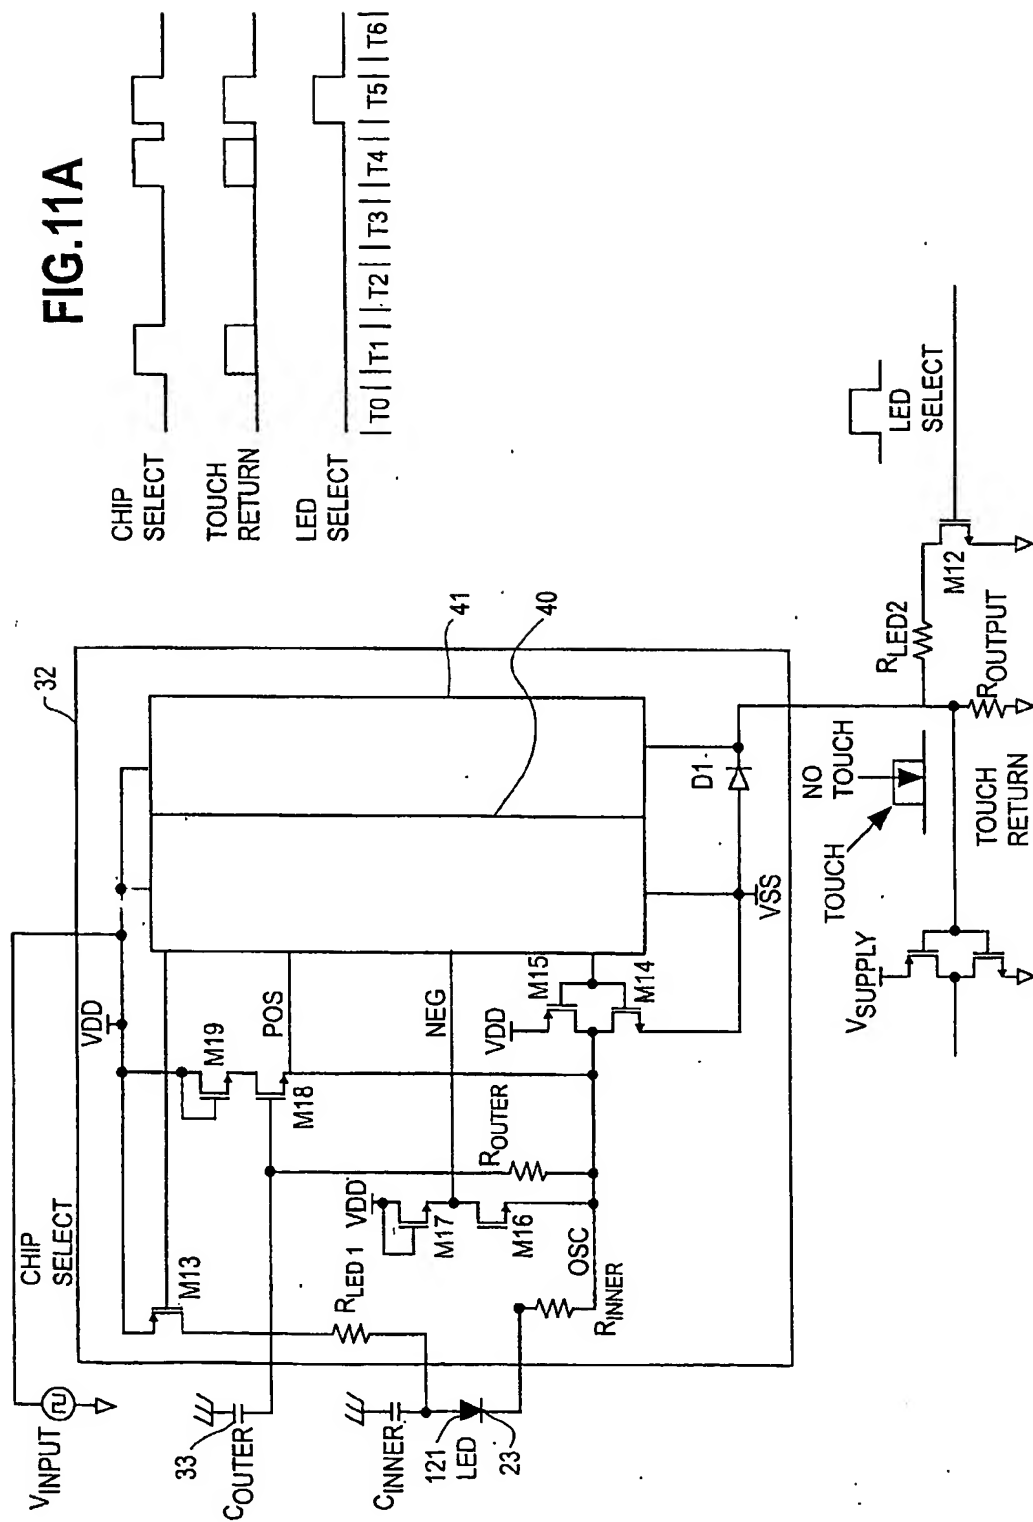 FIG.11A
CHIP
SELECT
TOUCH
RETURN
LED
SELECT
T0 T1 T2 T3 T4 T5 T6
32
41
40
VINPUT
CHIP
SELECT
VDD
M13
M19
POS
M18
33
COUTER
RLED1
VDD
M17
NEG
M16
ROUTER
VDD
M15
M14
VSS
D1
CINNER
121
LED
23
OSC
RINNER
VSUPPLY
TOUCH
NO
TOUCH
TOUCH
RETURN
RLED2
ROUTPUT
M12
LED
SELECT